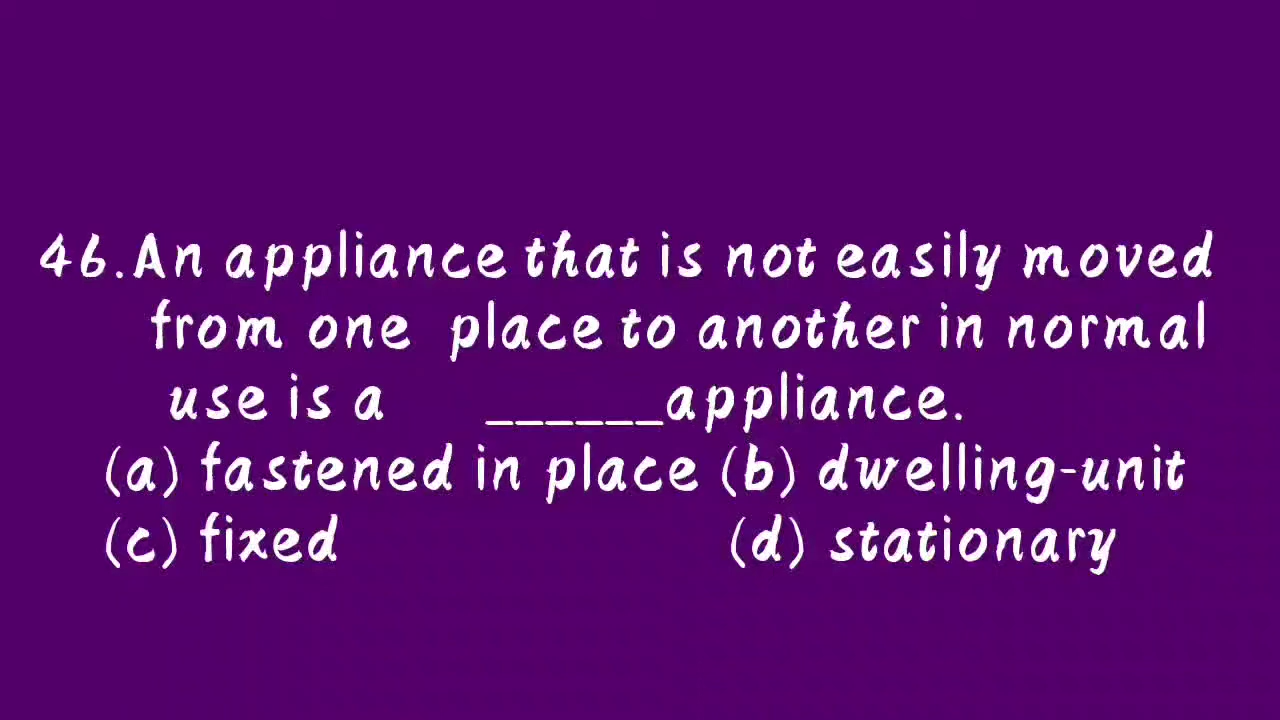 46.An appliance that is not easily moved
from one place to another in normal
use is a ______appliance.
(a) fastened in place (b) dwelling-unit
(c) fixed (d) stationary